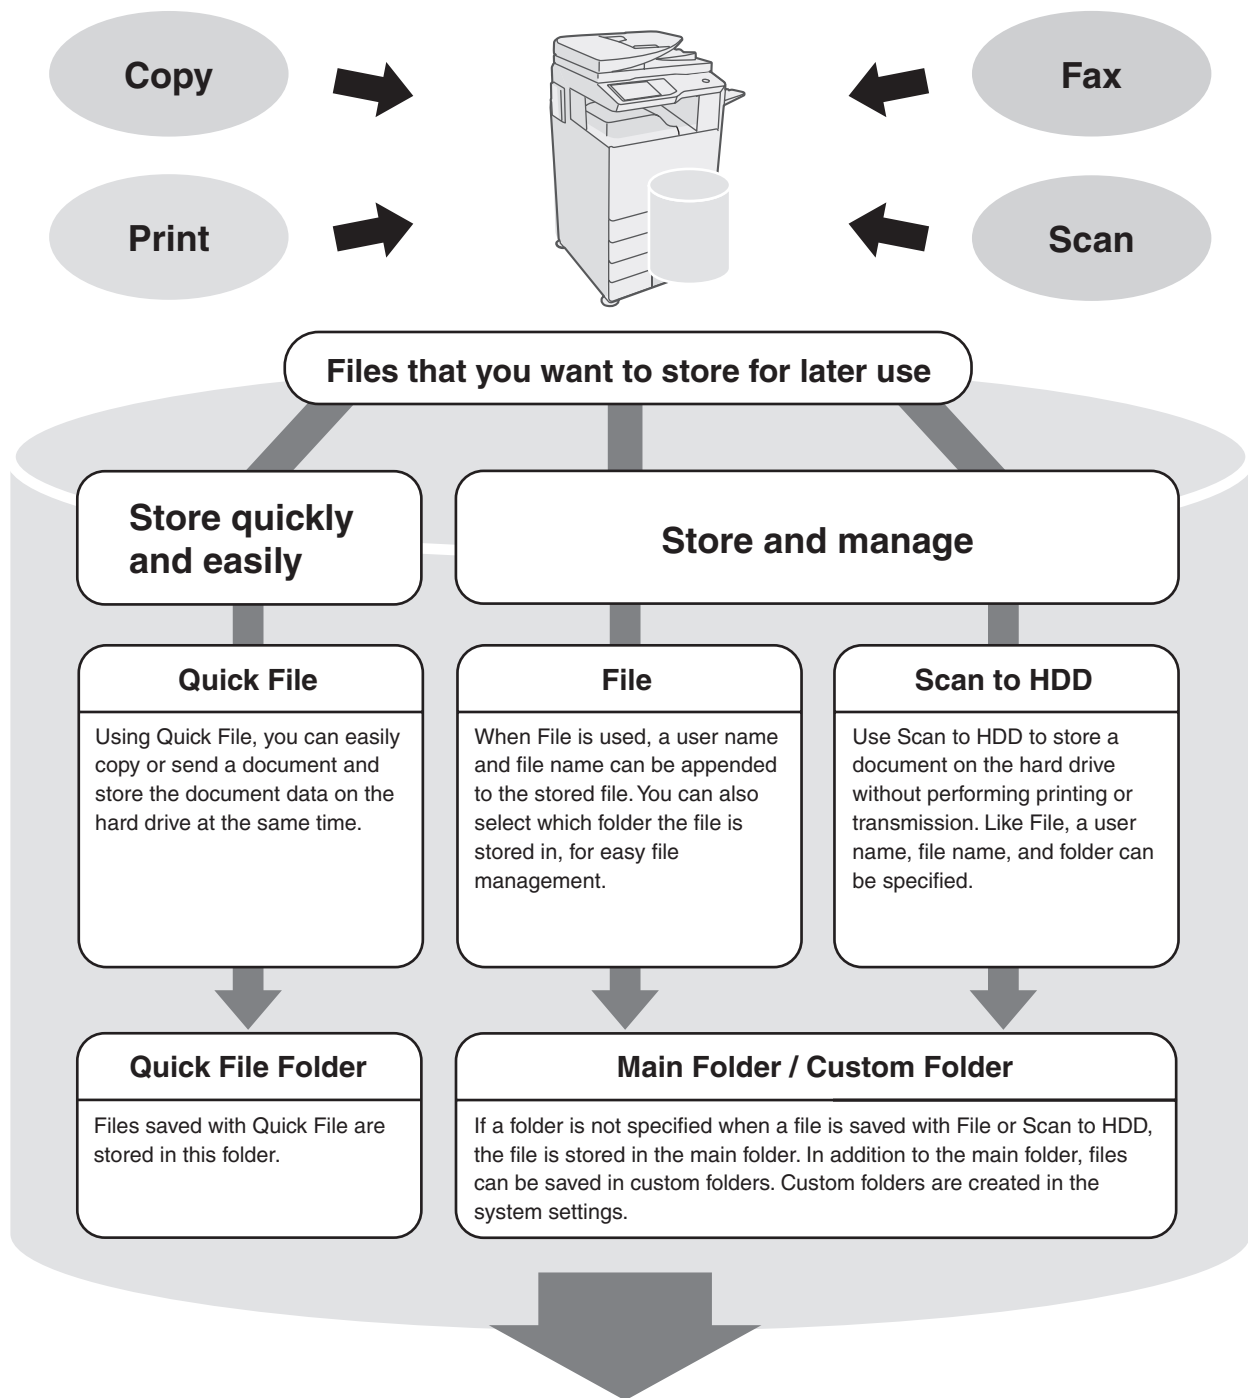 Copy
Fax
Print
Scan
Files that you want to store for later use
Store quickly
and easily
Store and manage
Quick File
Using Quick File, you can easily
copy or send a document and
store the document data on the
hard drive at the same time.
File
When File is used, a user name
and file name can be appended
to the stored file. You can also
select which folder the file is
stored in, for easy file
management.
Scan to HDD
Use Scan to HDD to store a
document on the hard drive
without performing printing or
transmission. Like File, a user
name, file name, and folder can
be specified.
Quick File Folder
Files saved with Quick File are
stored in this folder.
Main Folder / Custom Folder
If a folder is not specified when a file is saved with File or Scan to HDD,
the file is stored in the main folder. In addition to the main folder, files
can be saved in custom folders. Custom folders are created in the
system settings.